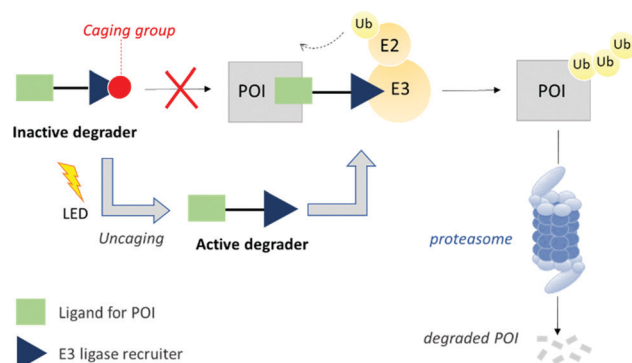 Caging group
Ub
E2
E3
POI
Inactive degrader
LED
Uncaging
Active degrader
Ub
Ub
Ub
POI
proteasome
degraded POI
Ligand for POI
E3 ligase recruiter